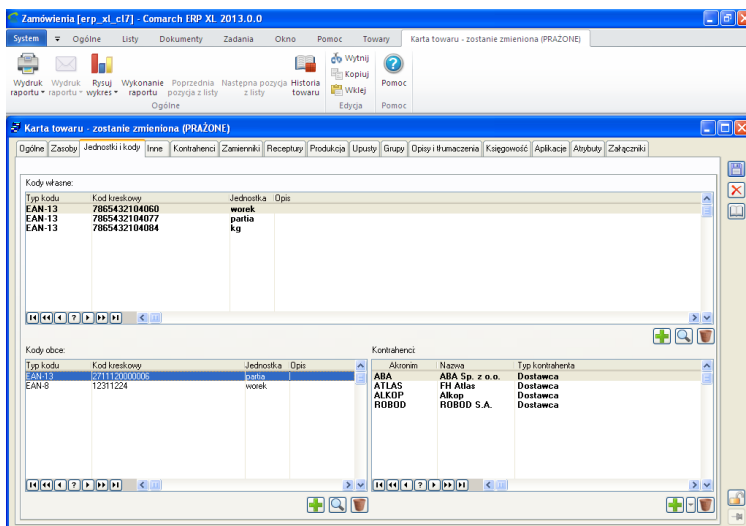 Zamówienia [erp_xl_cl7] - Comarch ERP XL 2013.0.0
System Ogólne Listy Dokumenty Zadania Okno Pomoc Towary Karta towaru - zostanie zmieniona (PRAŻONE)
Wydruk raportu Wydruk raportu Rysuj wykres Wykonanie raportu Poprzednia pozycja z listy Następna pozycja z listy Historia towaru
Wytnij
Kopiuj
Wklej
Pomoc
Ogólne Edycja Pomoc
Karta towaru - zostanie zmieniona (PRAŻONE)
Ogólne Zasoby Jednostki i kody Inne Kontrahenci Zamienniki Receptury Produkcja Upusty Grupy Opisy i tłumaczenia Księgowość Aplikacje Atrybuty Załączniki
Kody własne:
Typ kodu Kod kreskowy Jednostka Opis
EAN-13 7865432104060 worek
EAN-13 7865432104077 partia
EAN-13 7865432104084 kg
Kody obce:
Typ kodu Kod kreskowy Jednostka Opis
EAN-13 2711120000006 partia
EAN-8 12311224 worek
Kontrahenci:
Akronim Nazwa Typ kontrahenta
ABA ABA Sp. z o.o. Dostawca
ATLAS FH Atlas Dostawca
ALKOP Alkop Dostawca
ROBOD ROBOD S.A. Dostawca